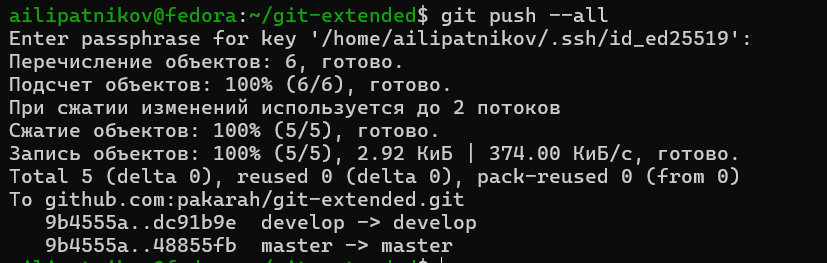 ailipatnikov@fedora:~/git-extended$ git push --all
Enter passphrase for key '/home/ailipatnikov/.ssh/id_ed25519':
Перечисление объектов: 6, готово.
Подсчет объектов: 100% (6/6), готово.
При сжатии изменений используется до 2 потоков
Сжатие объектов: 100% (5/5), готово.
Запись объектов: 100% (5/5), 2.92 КиБ | 374.00 КиБ/с, готово.
Total 5 (delta 0), reused 0 (delta 0), pack-reused 0 (from 0)
To github.com:pakarah/git-extended.git
   9b4555a..dc91b9e  develop -> develop
   9b4555a..48855fb  master -> master
ailipatnikov@fedora:~/git-extended$